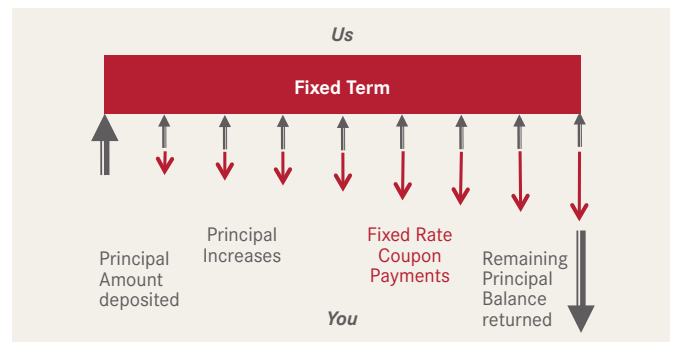 Us
Fixed Term
Principal
Amount
deposited
Principal
Increases
Fixed Rate
Coupon
Payments
Remaining
Principal
Balance
returned
You